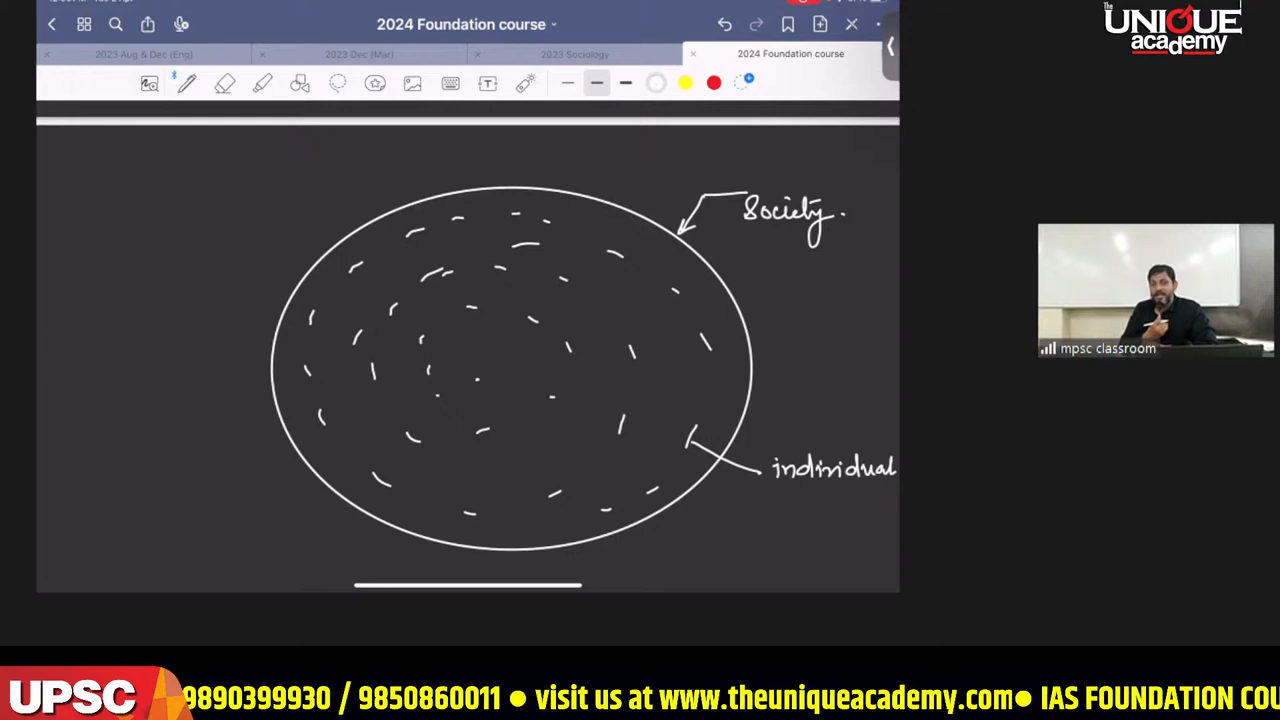 2024 Foundation course
2023 Aug & Dec (Eng)
2023 Dec (Mar)
2023 Sociology
2024 Foundation course
The
UNIQUE
academy
Society.
individual
mpsc classroom
UPSC
9890399930 / 9850860011 ● visit us at www.theuniqueacademy.com● IAS FOUNDATION COU